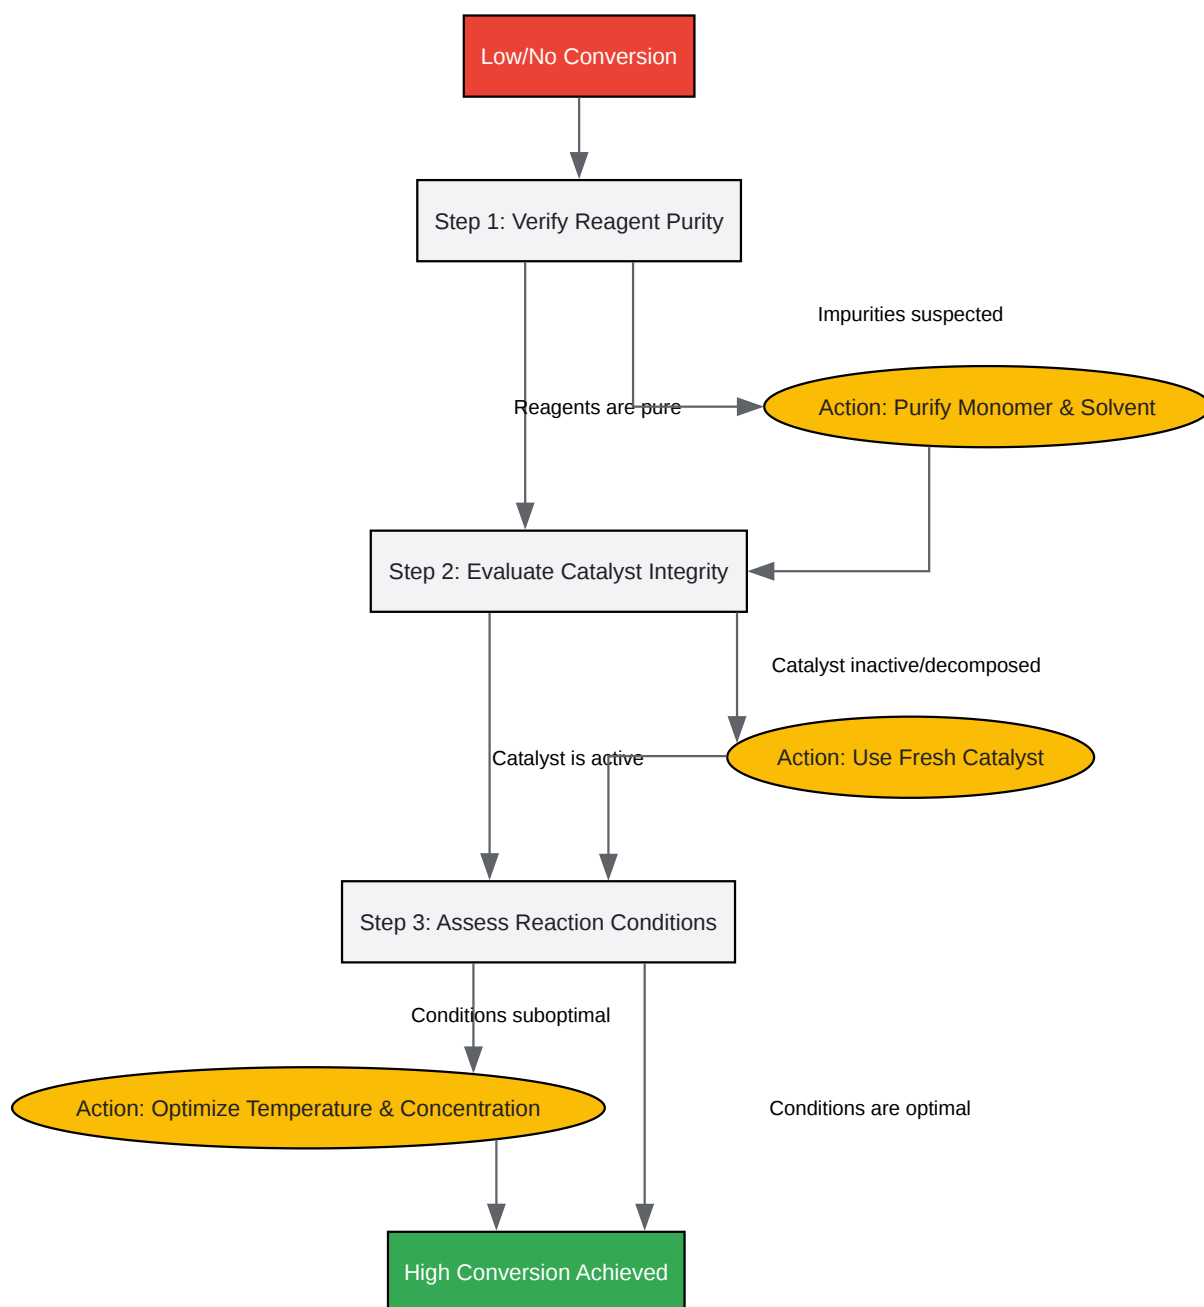 Low/No Conversion
Step 1: Verify Reagent Purity
Impurities suspected
Reagents are pure
Action: Purify Monomer & Solvent
Step 2: Evaluate Catalyst Integrity
Catalyst inactive/decomposed
Catalyst is active
Action: Use Fresh Catalyst
Step 3: Assess Reaction Conditions
Conditions suboptimal
Action: Optimize Temperature & Concentration
Conditions are optimal
High Conversion Achieved